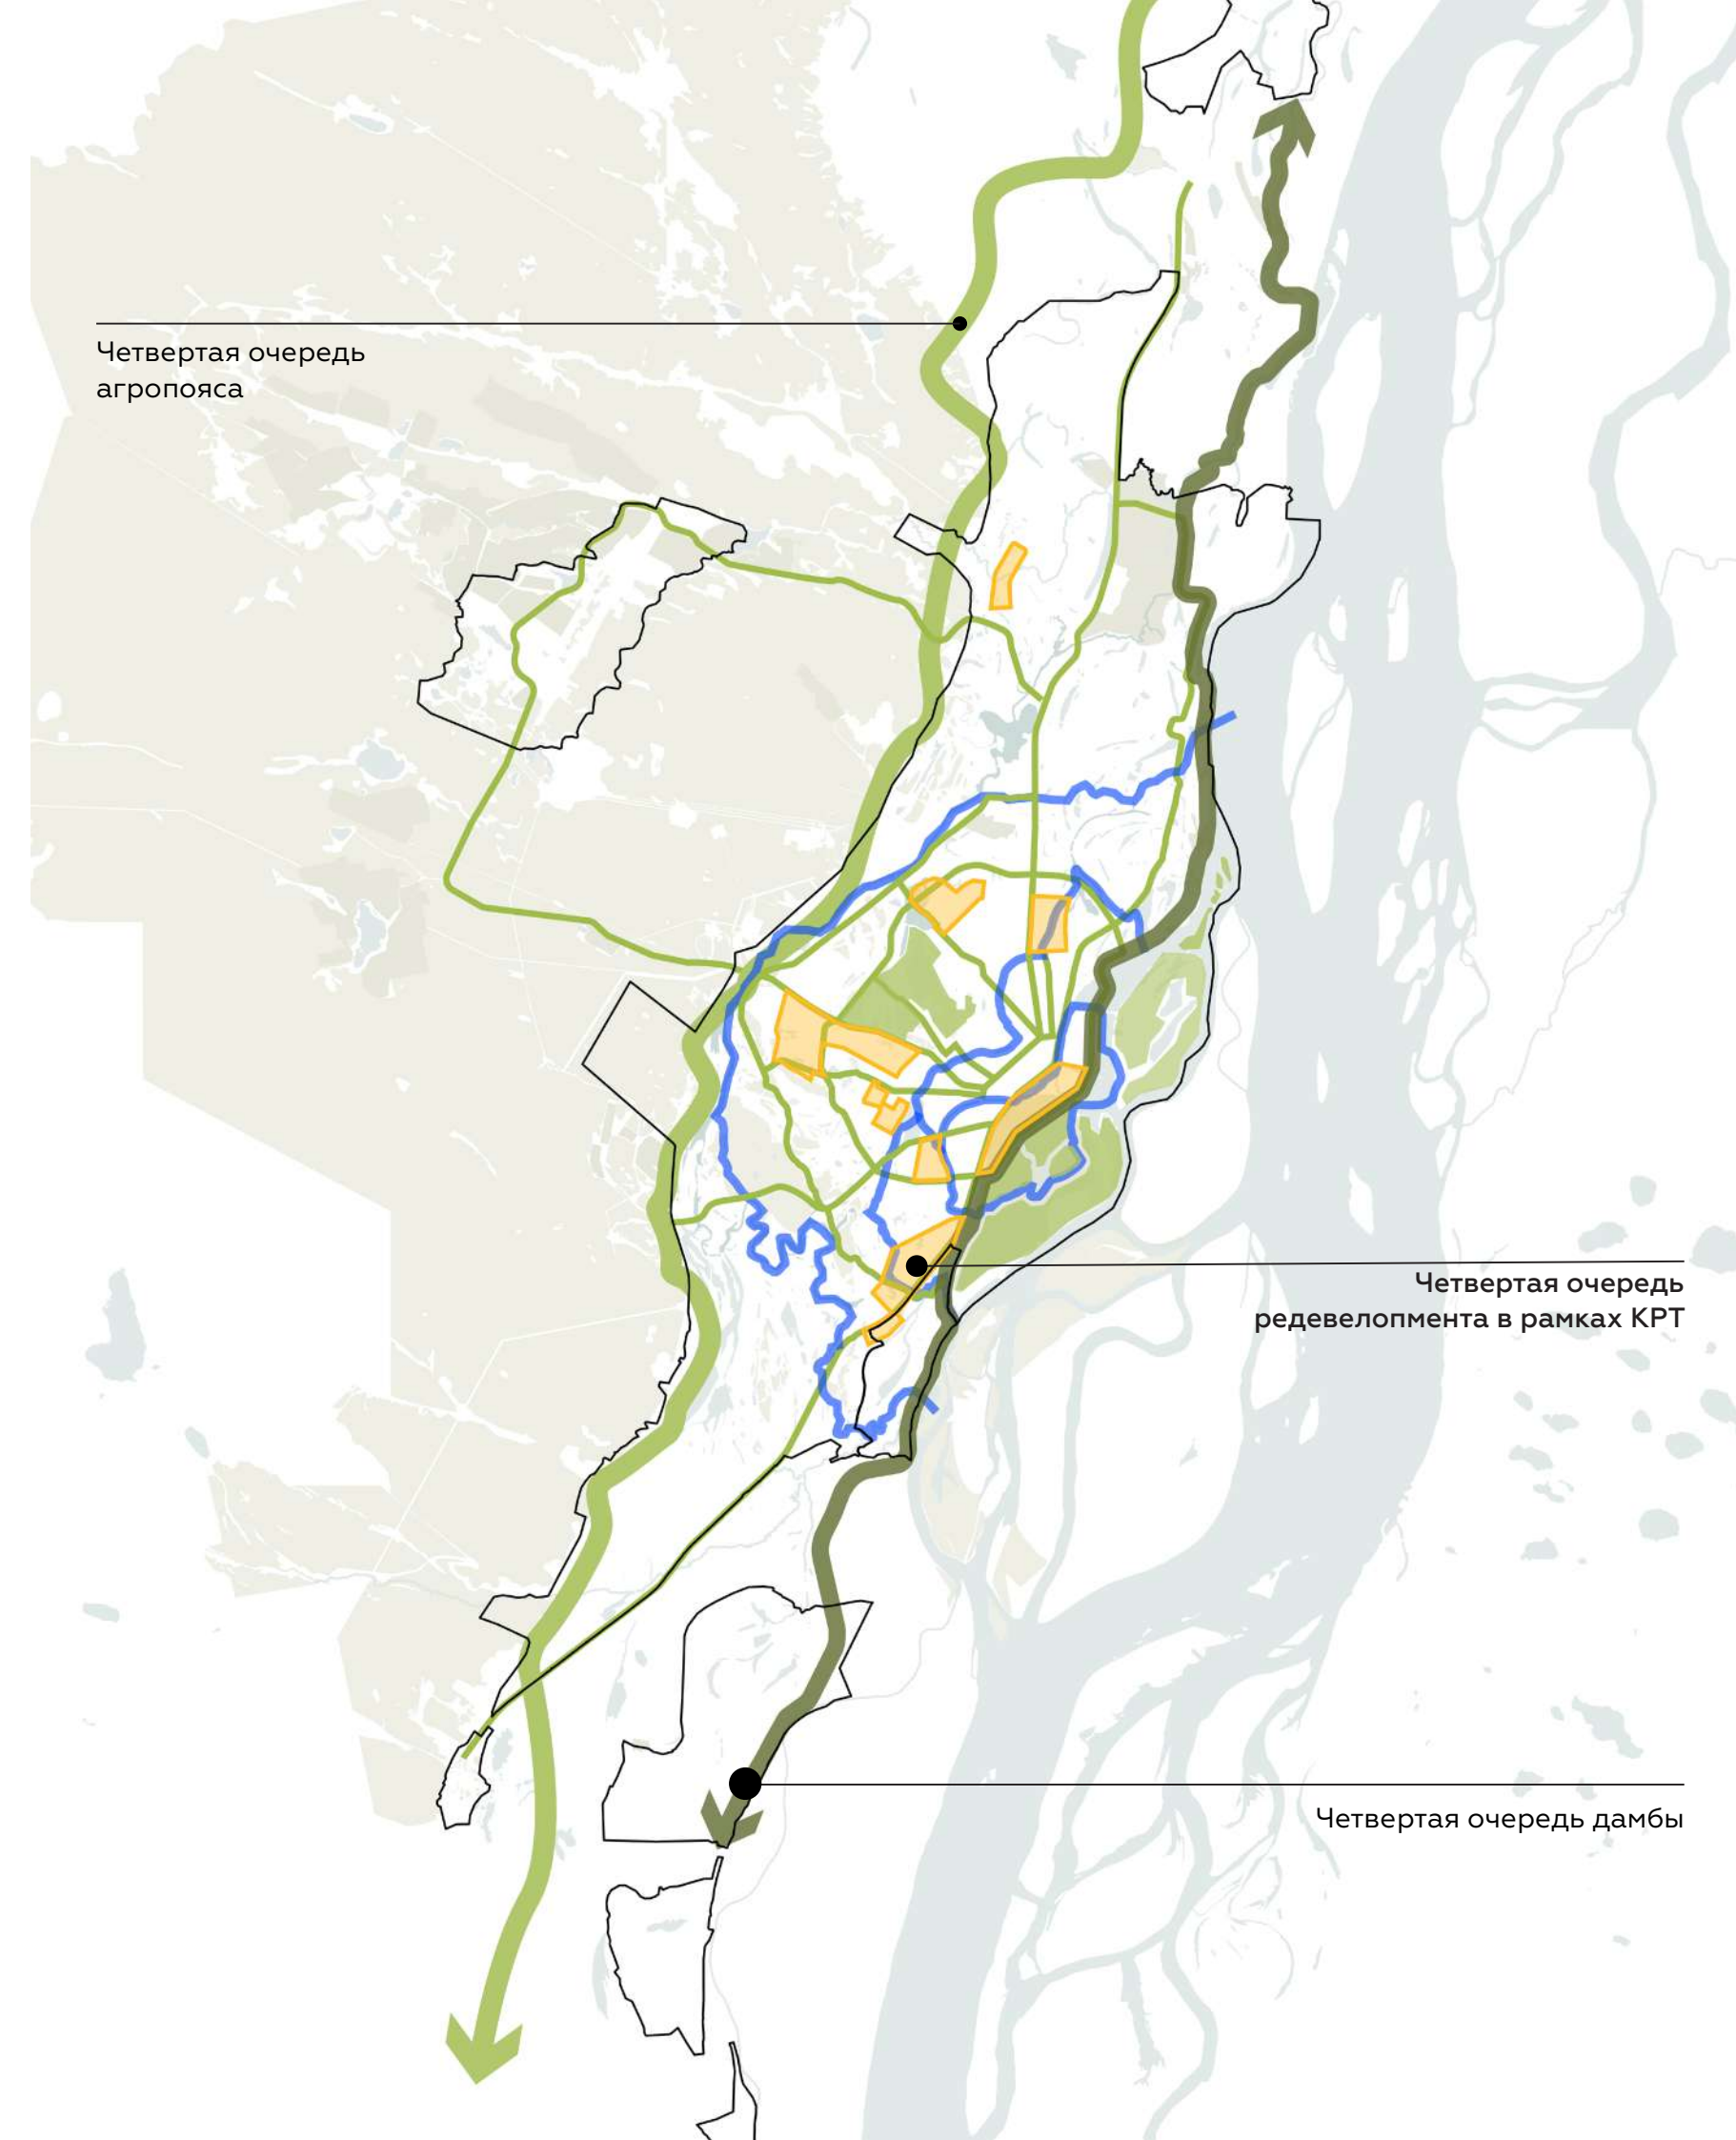 Четвертая очередь
агропояса
Четвертая очередь
редевелопмента в рамках КРТ
Четвертая очередь дамбы